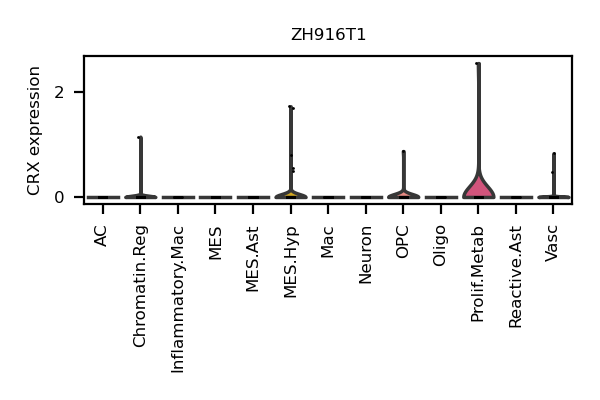 ZH916T1
CRX expression
2
0
AC
Chromatin.Reg
Inflammatory.Mac
MES
MES.Ast
MES.Hyp
Mac
Neuron
OPC
Oligo
Prolif.Metab
Reactive.Ast
Vasc